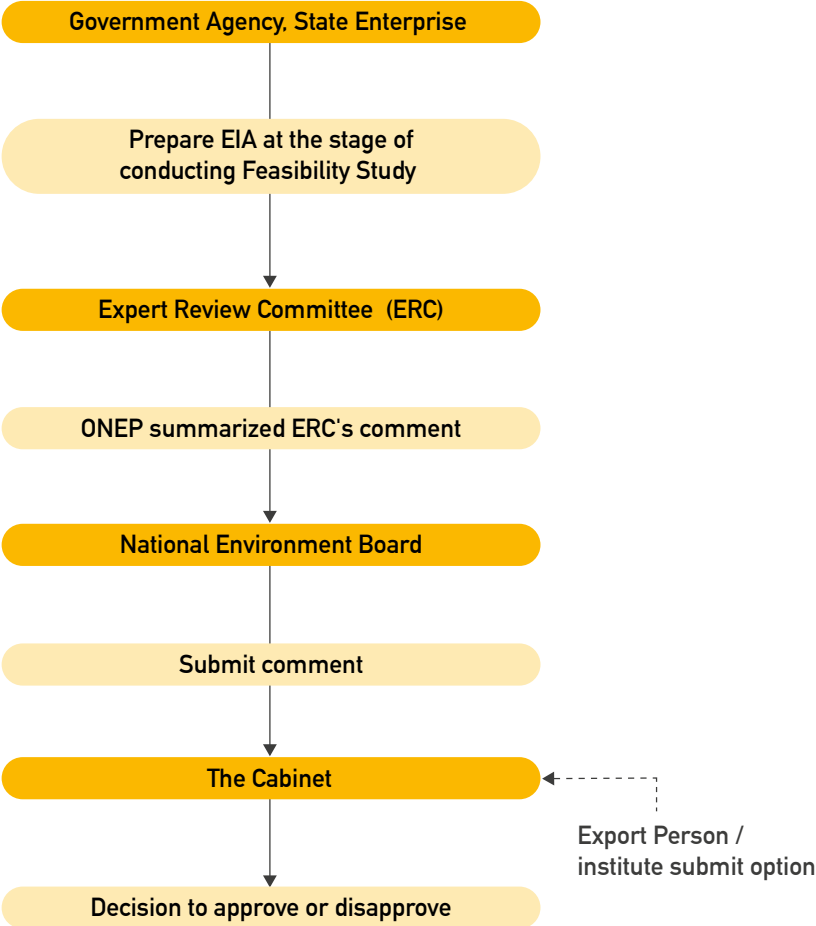 Government Agency, State Enterprise
Prepare EIA at the stage of
conducting Feasibility Study
Expert Review Committee (ERC)
ONEP summarized ERC's comment
National Environment Board
Submit comment
The Cabinet
Export Person /
institute submit option
Decision to approve or disapprove